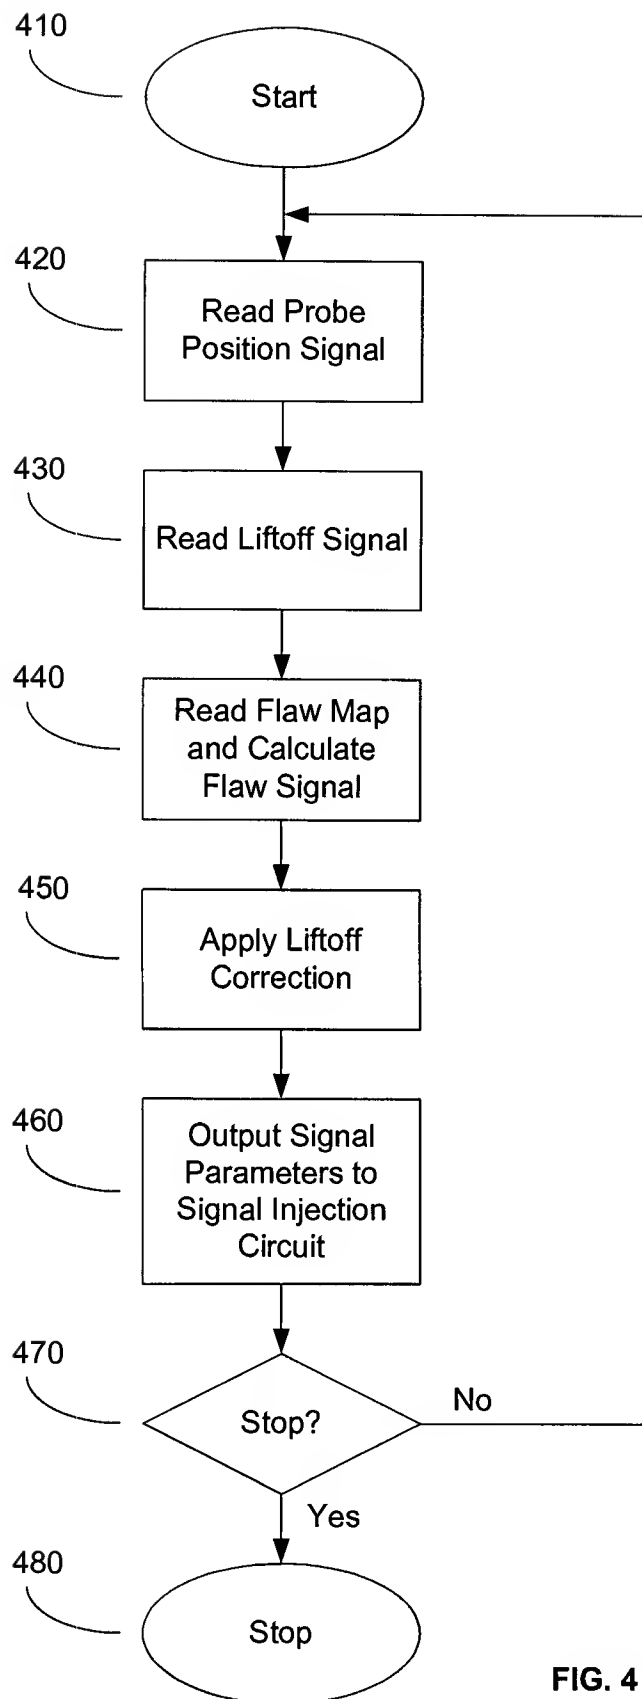 410
Start
420
Read Probe
Position Signal
430
Read Liftoff Signal
440
Read Flaw Map
and Calculate
Flaw Signal
450
Apply Liftoff
Correction
460
Output Signal
Parameters to
Signal Injection
Circuit
470
Stop?
No
Yes
480
Stop
FIG. 4